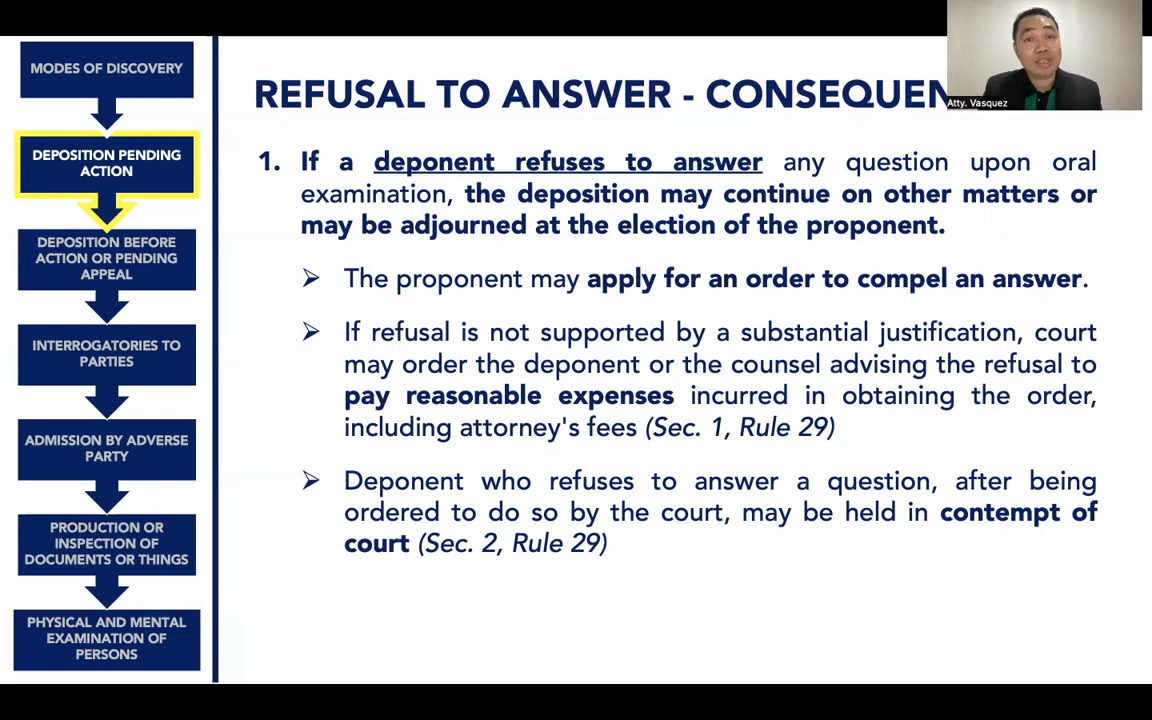 MODES OF DISCOVERY
DEPOSITION PENDING
ACTION
DEPOSITION BEFORE
ACTION OR PENDING
APPEAL
INTERROGATORIES TO
PARTIES
ADMISSION BY ADVERSE
PARTY
PRODUCTION OR
INSPECTION OF
DOCUMENTS OR THINGS
PHYSICAL AND MENTAL
EXAMINATION OF
PERSONS
REFUSAL TO ANSWER - CONSEQUEN
Atty. Vasquez
1. If a deponent refuses to answer any question upon oral
examination, the deposition may continue on other matters or
may be adjourned at the election of the proponent.
➢ The proponent may apply for an order to compel an answer.
➢ If refusal is not supported by a substantial justification, court
may order the deponent or the counsel advising the refusal to
pay reasonable expenses incurred in obtaining the order,
including attorney's fees (Sec. 1, Rule 29)
➢ Deponent who refuses to answer a question, after being
ordered to do so by the court, may be held in contempt of
court (Sec. 2, Rule 29)